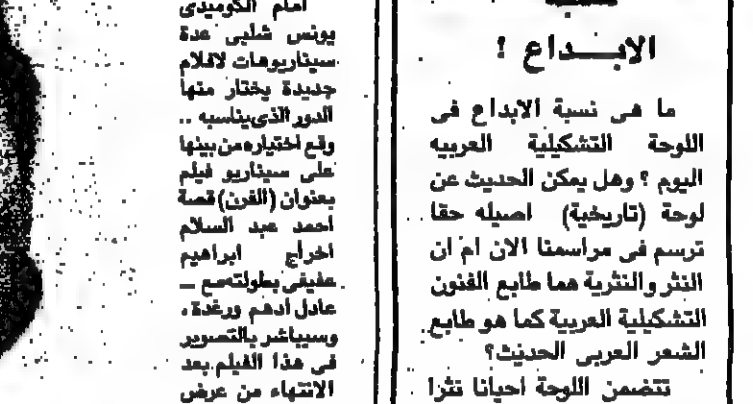 الابـــداع !
ما هى نسبة الابداع فى
اللوحة التشكيلية العربيه
اليوم ؟ وهل يمكن الحديث عن
لوحة (تاريخية) اصيله حقا
ترسم فى مراسمنا الان ام ان
النثر والنثرية هما طابع الفنون
التشكيلية العربية كما هو طابع
الشعر العربى الحديث؟
تتضمن اللوحة احيانا نثرا
امام الكوميدى
يونس شلبى عدة
سيناريوهات لافلام
جديدة يختار منها
الدور الذى يناسبه ..
وقع اختياره من بينها
على سيناريو فيلم
بعنوان (الفرن) قصة
احمد عبد السلام
اخراج ابراهيم
عفيفى بطولته مع ـ
عادل ادهم ورغدة ،
وسيباشر بالتصوير
فى هذا الفيلم بعد
الانتهاء من عرض